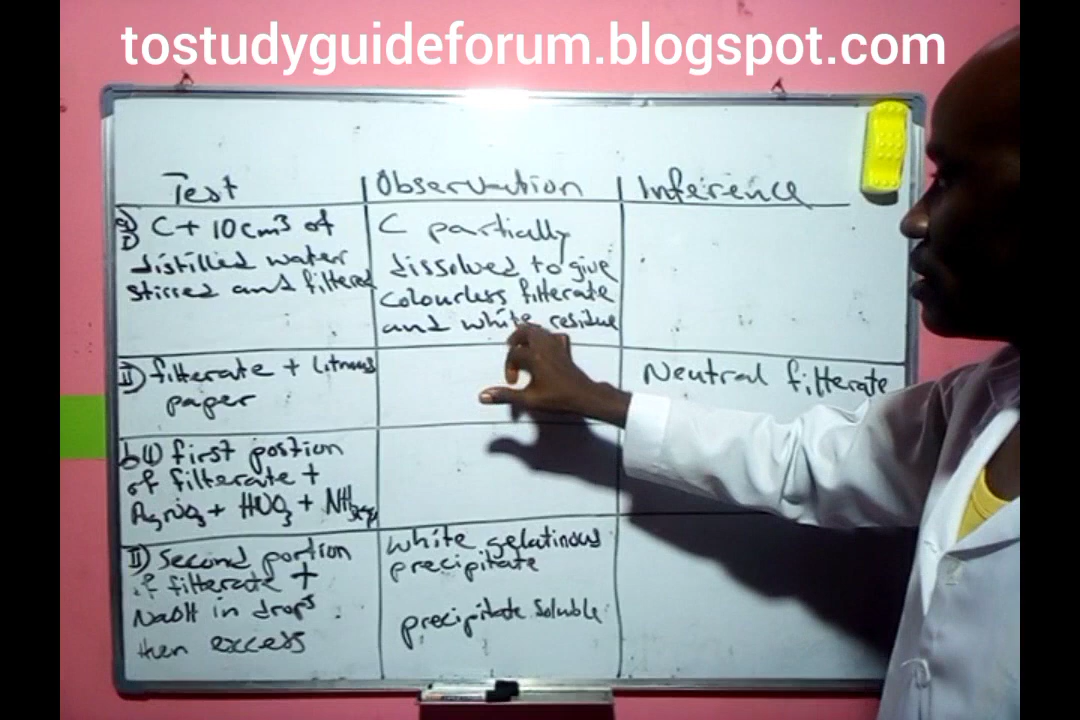 tostudyguideforum.blogspot.com
Test
Observation
Inference
a)
I) C + 10cm³ of
distilled water
stirred and filtered
C partially
dissolved to give
colourless filterate
and white residue
II) filterate + litmus
paper
Neutral filterate
b(I) first portion
of filterate +
AgNO₃ + HNO₃ + NH₃(aq)
II) second portion
of filterate +
NaOH in drops
then excess
white gelatinous
precipitate
precipitate soluble